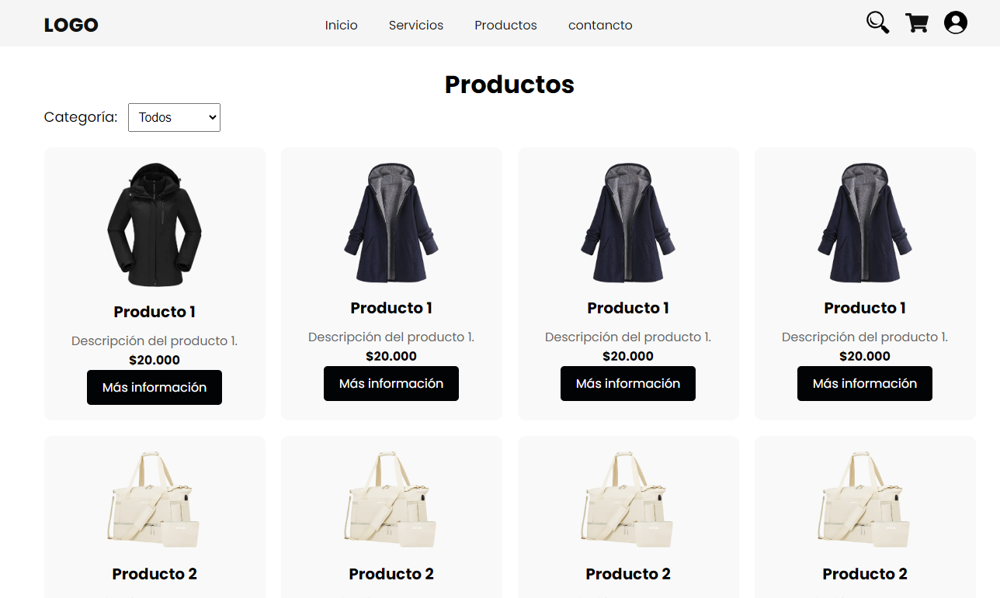 LOGO Inicio Servicios Productos contancto
Productos
Categoría: Todos
Producto 1 Producto 1 Producto 1 Producto 1
Descripción del producto 1. Descripción del producto 1. Descripción del producto 1. Descripción del producto 1.
$20.000 $20.000 $20.000 $20.000
Más información Más información Más información Más información
Producto 2 Producto 2 Producto 2 Producto 2